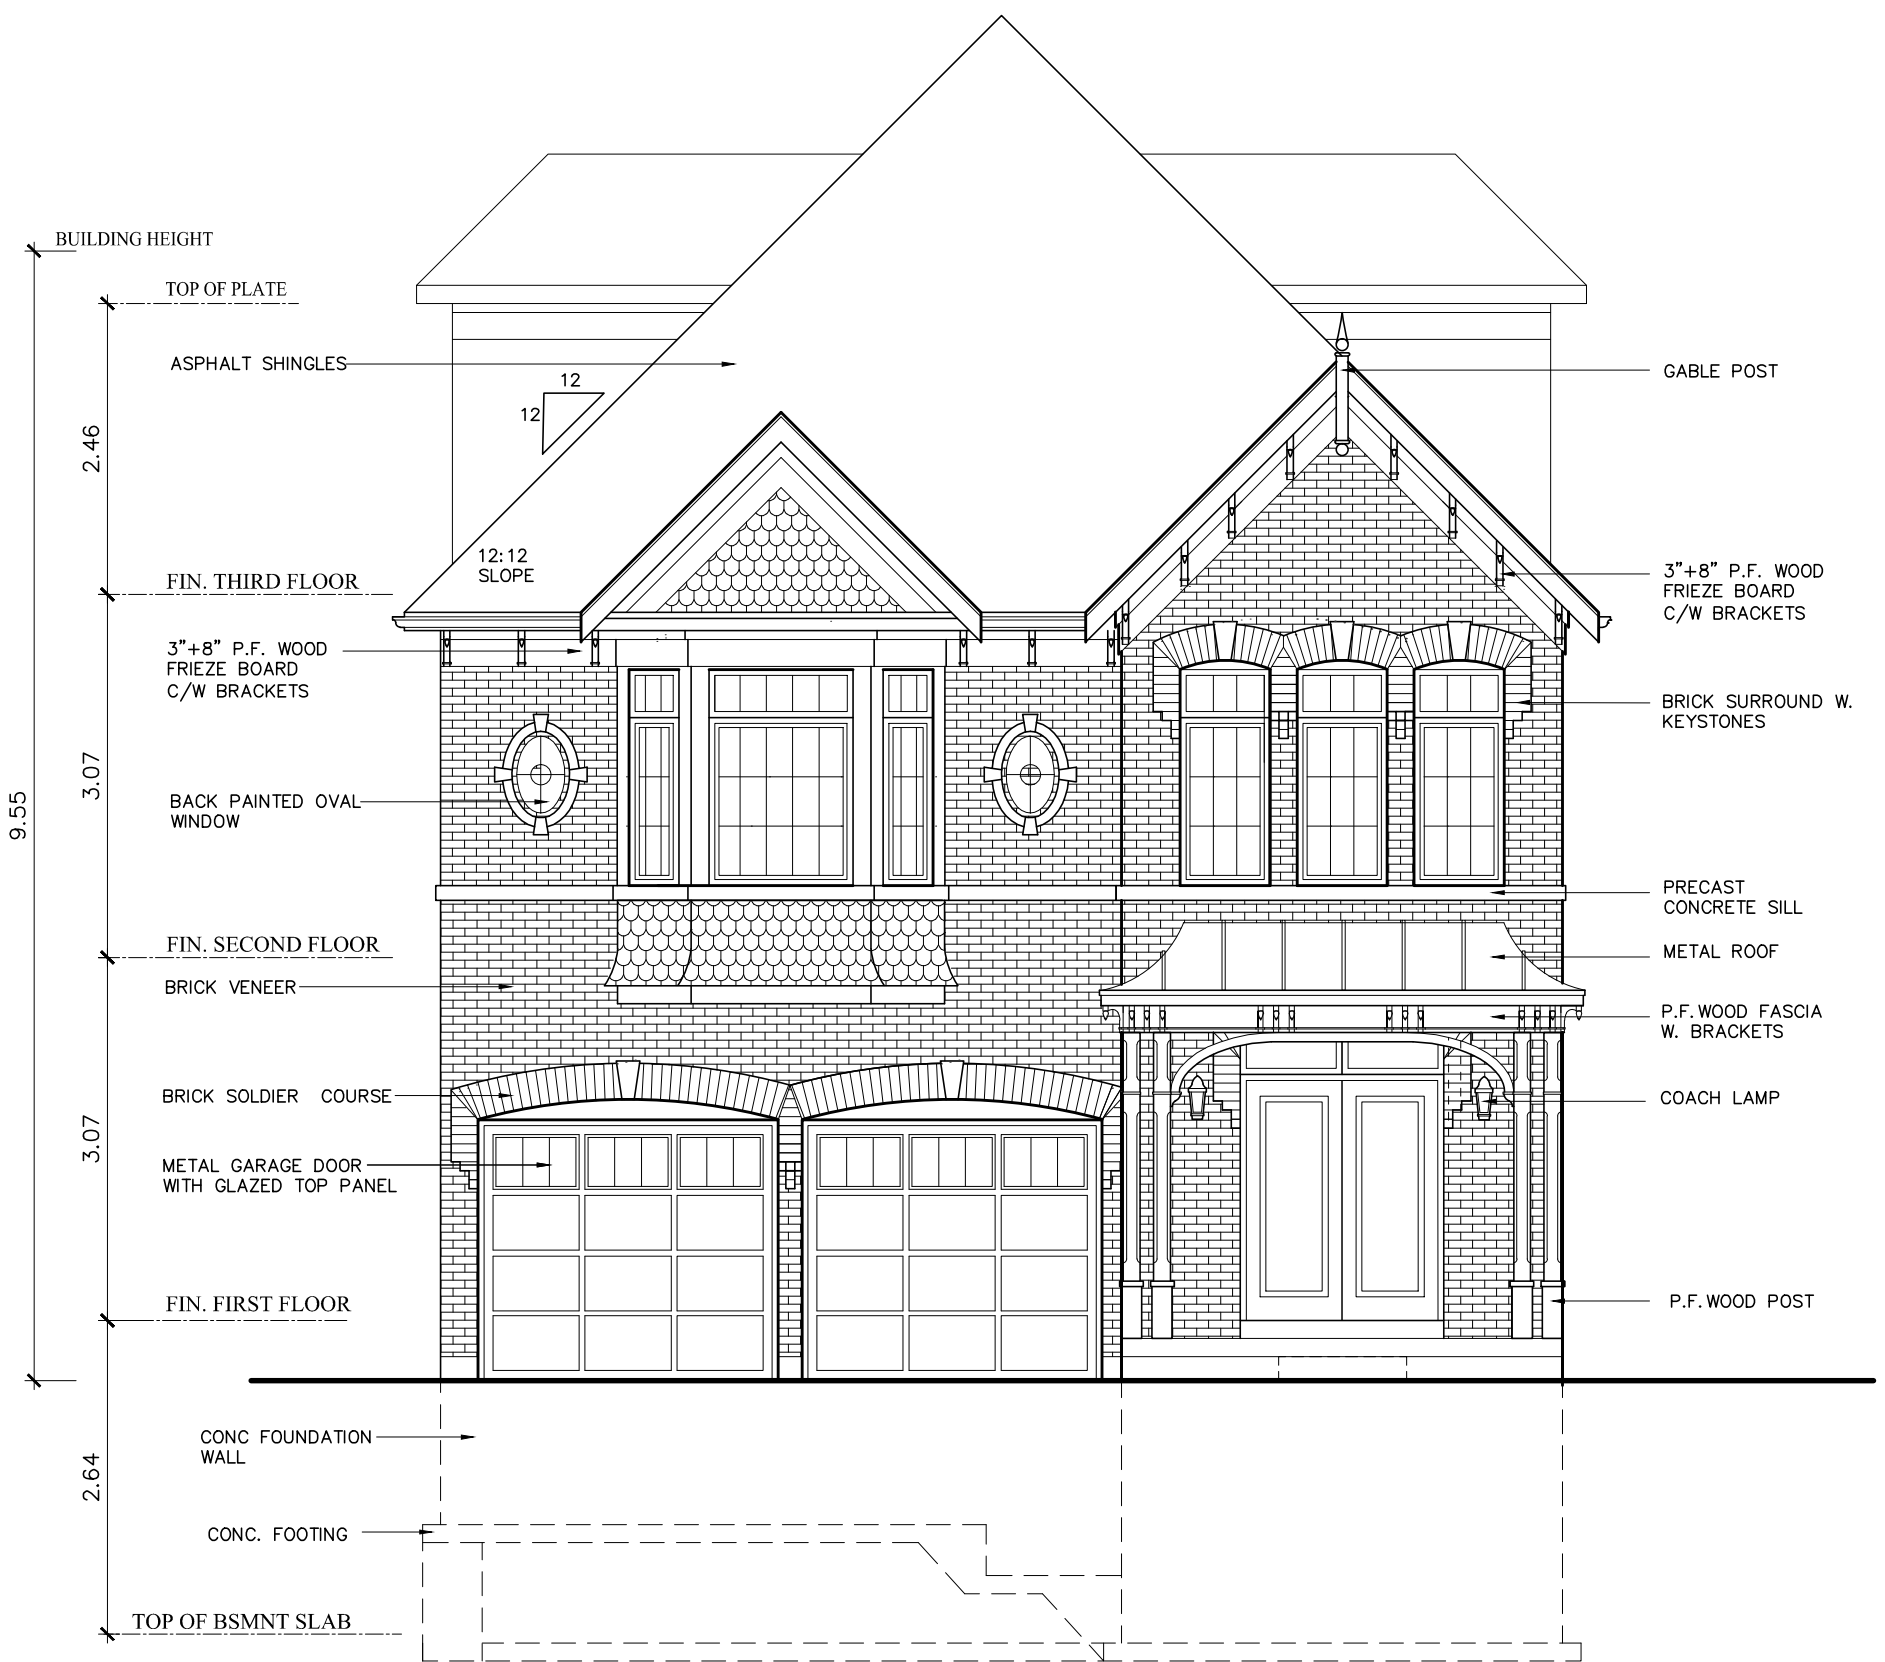 BUILDING HEIGHT
TOP OF PLATE
ASPHALT SHINGLES
GABLE POST
12
12
2.46
12:12
SLOPE
FIN. THIRD FLOOR
3"+8" P.F. WOOD
FRIEZE BOARD
C/W BRACKETS
3"+8" P.F. WOOD
FRIEZE BOARD
C/W BRACKETS
BRICK SURROUND W.
KEYSTONES
3.07
9.55
BACK PAINTED OVAL
WINDOW
PRECAST
CONCRETE SILL
FIN. SECOND FLOOR
METAL ROOF
BRICK VENEER
P.F.WOOD FASCIA
W. BRACKETS
BRICK SOLDIER COURSE
COACH LAMP
3.07
METAL GARAGE DOOR
WITH GLAZED TOP PANEL
FIN. FIRST FLOOR
P.F.WOOD POST
CONC FOUNDATION
WALL
2.64
CONC. FOOTING
TOP OF BSMNT SLAB